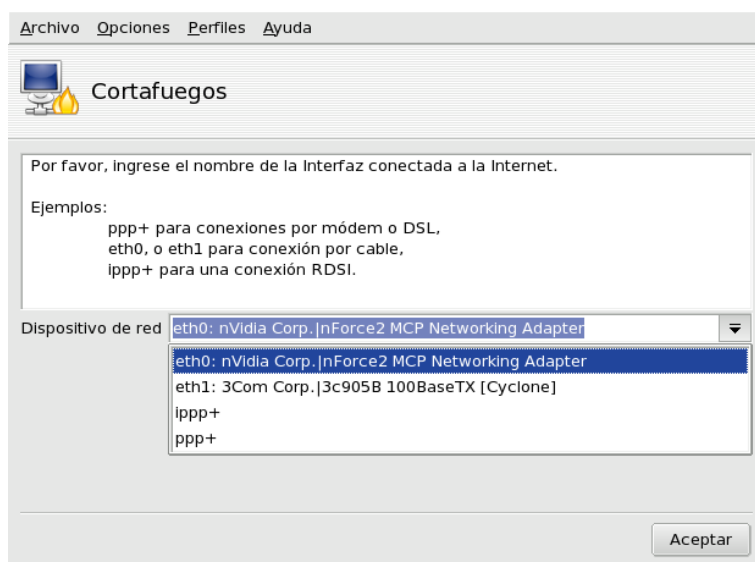 Archivo Opciones Perfiles Ayuda
Cortafuegos
Por favor, ingrese el nombre de la Interfaz conectada a la Internet.
Ejemplos:
ppp+ para conexiones por módem o DSL,
eth0, o eth1 para conexión por cable,
ippp+ para una conexión RDSI.
Dispositivo de red eth0: nVidia Corp.|nForce2 MCP Networking Adapter
eth0: nVidia Corp.|nForce2 MCP Networking Adapter
eth1: 3Com Corp.|3c905B 100BaseTX [Cyclone]
ippp+
ppp+
Aceptar